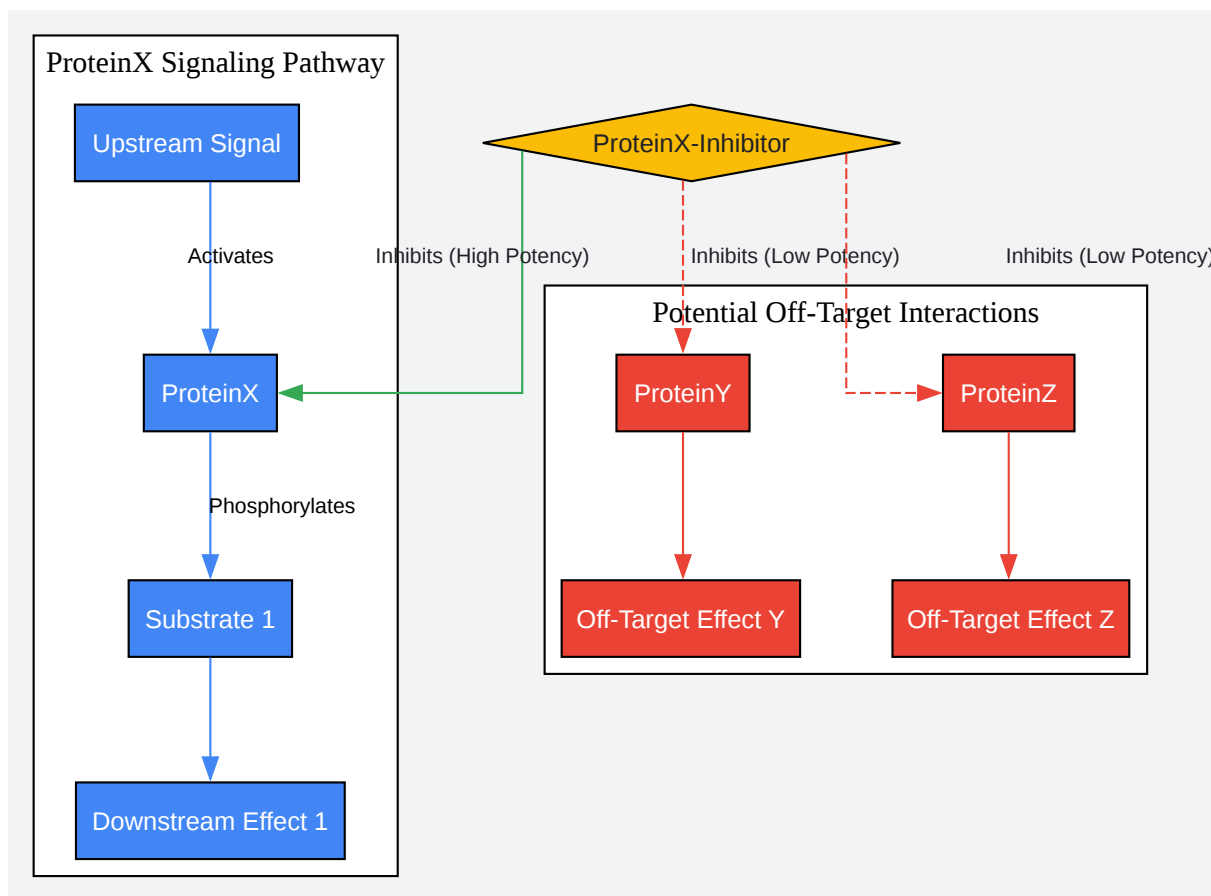 ProteinX Signaling Pathway
Upstream Signal
ProteinX-Inhibitor
Activates
Inhibits (High Potency)
Inhibits (Low Potency)
Inhibits (Low Potency)
Potential Off-Target Interactions
ProteinX
ProteinY
ProteinZ
Phosphorylates
Substrate 1
Off-Target Effect Y
Off-Target Effect Z
Downstream Effect 1